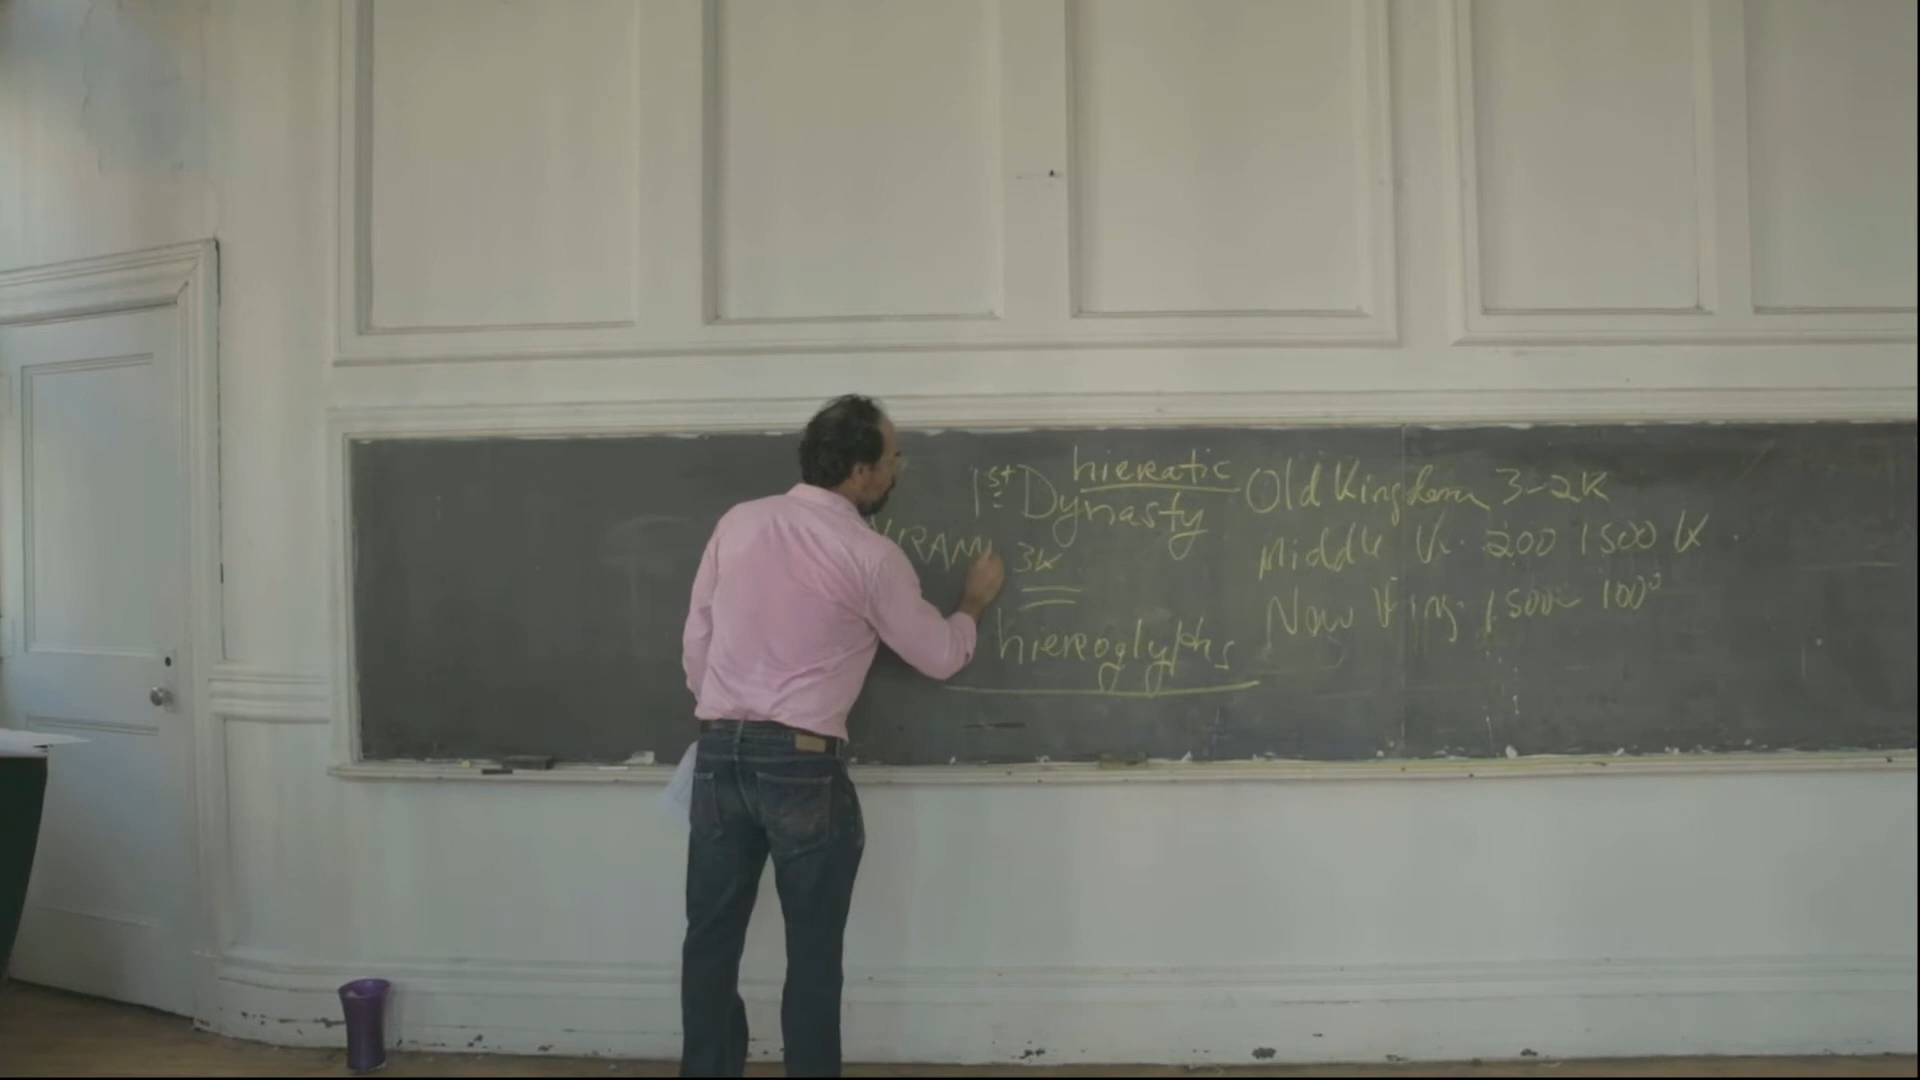 hieratic
1st Dynasty
Old Kingdom 3-2K
3K
Middle K. 200 1500 K
New King. 1500- 1000
hieroglyphs